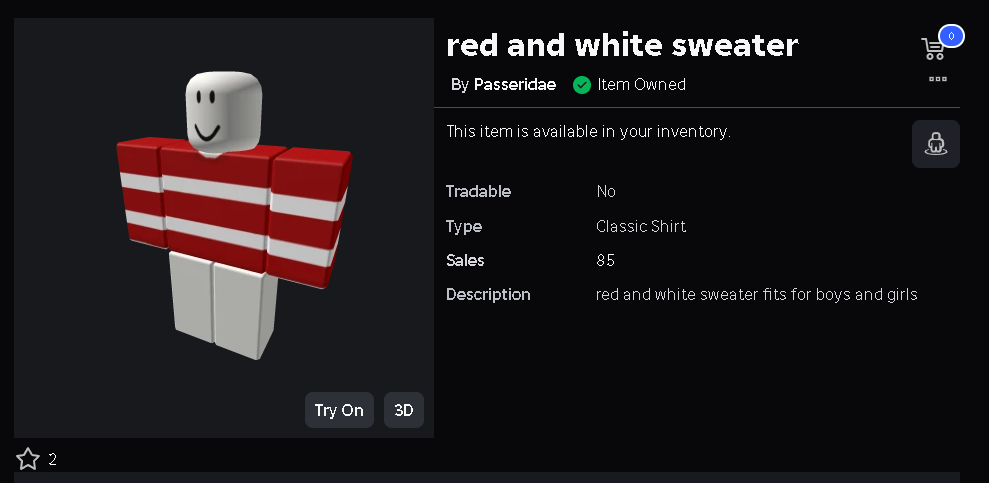 red and white sweater
0
By Passeridae Item Owned
This item is available in your inventory.
Tradable No
Type Classic Shirt
Sales 85
Description red and white sweater fits for boys and girls
Try On 3D
2